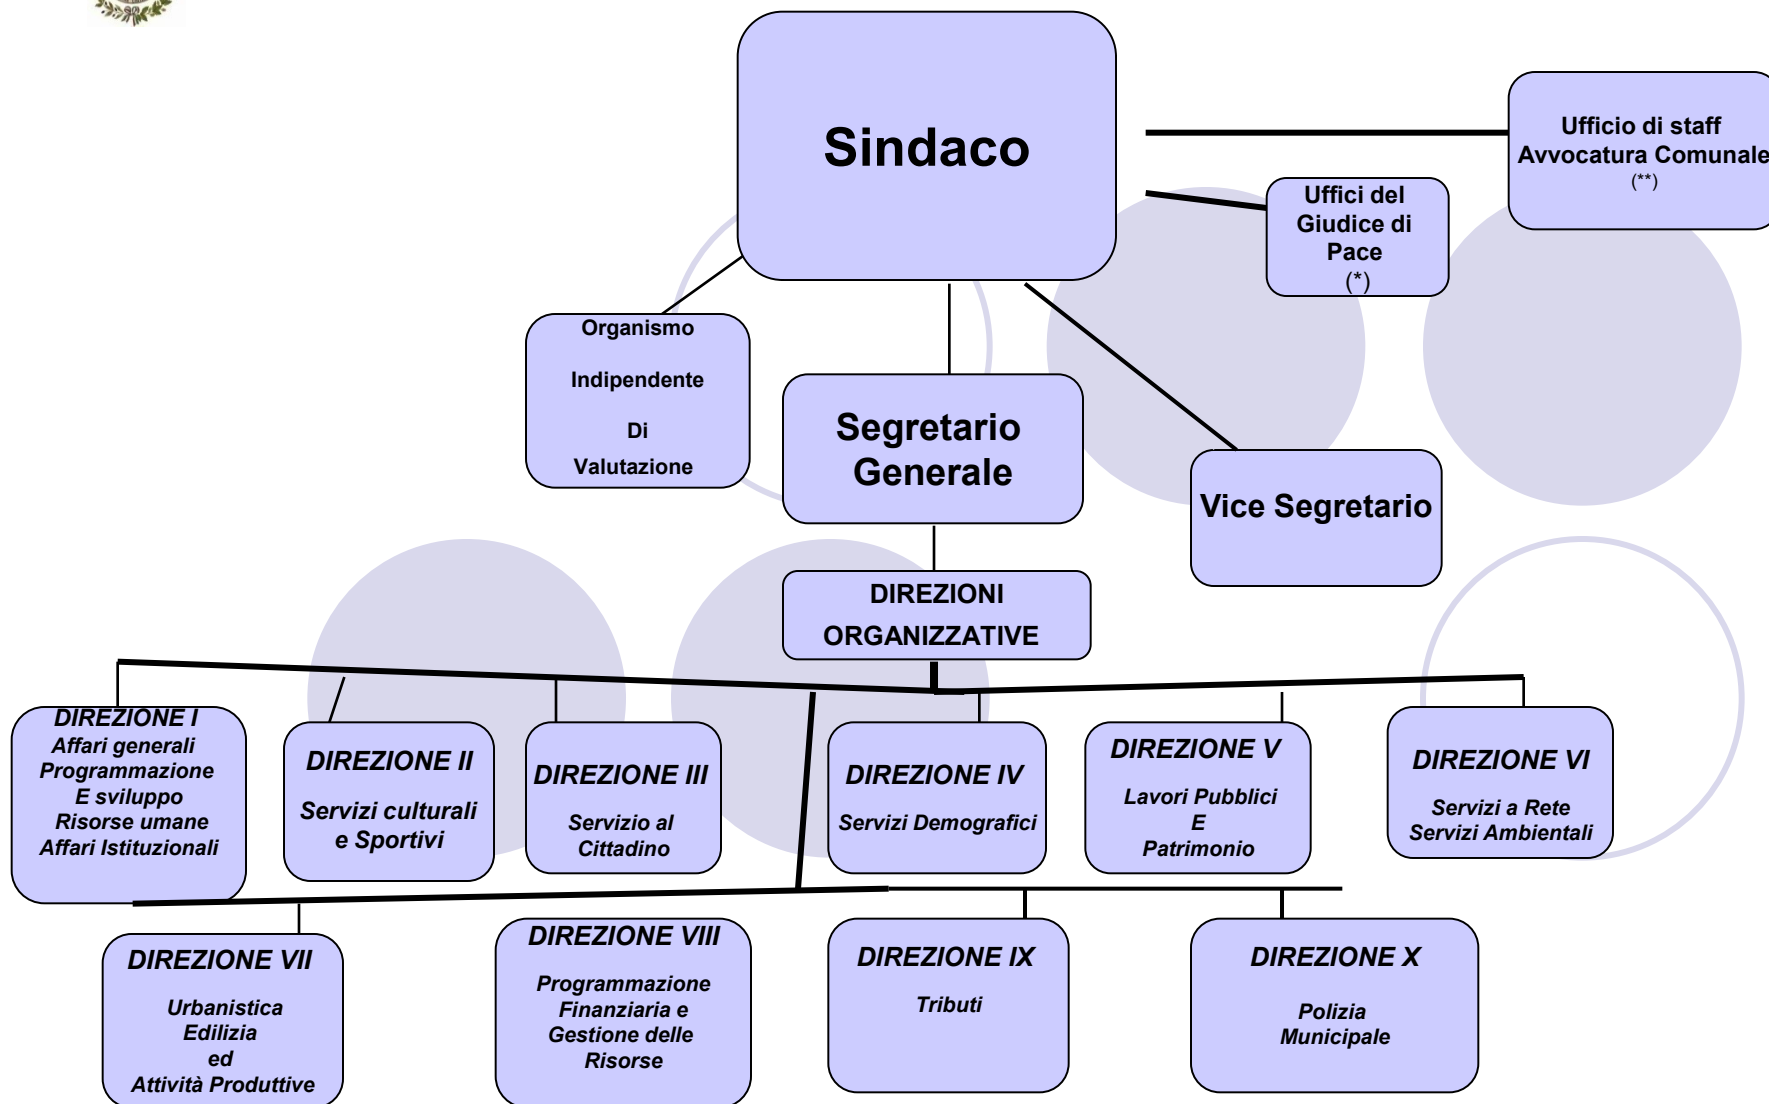 Sindaco
Ufficio di staff
Avvocatura Comunale
(**)
Uffici del
Giudice di
Pace
(*)
Organismo
Indipendente
Di
Valutazione
Segretario
Generale
Vice Segretario
DIREZIONI
ORGANIZZATIVE
DIREZIONE I
Affari generali
Programmazione
E sviluppo
Risorse umane
Affari Istituzionali
DIREZIONE II
Servizi culturali
e Sportivi
DIREZIONE III
Servizio al
Cittadino
DIREZIONE IV
Servizi Demografici
DIREZIONE V
Lavori Pubblici
E
Patrimonio
DIREZIONE VI
Servizi a Rete
Servizi Ambientali
DIREZIONE VII
Urbanistica
Edilizia
ed
Attività Produttive
DIREZIONE VIII
Programmazione
Finanziaria e
Gestione delle
Risorse
DIREZIONE IX
Tributi
DIREZIONE X
Polizia
Municipale